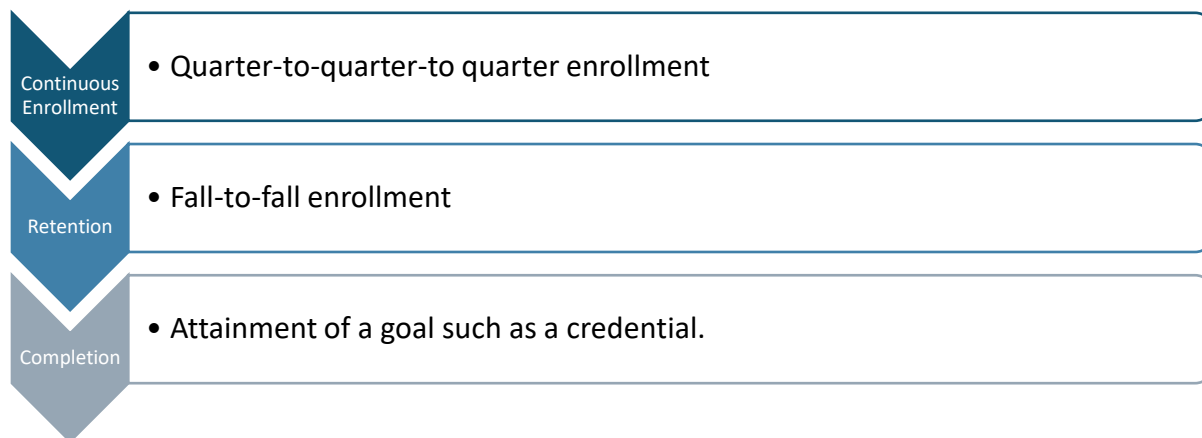 Continuous
Enrollment
• Quarter-to-quarter-to quarter enrollment
Retention
• Fall-to-fall enrollment
Completion
• Attainment of a goal such as a credential.